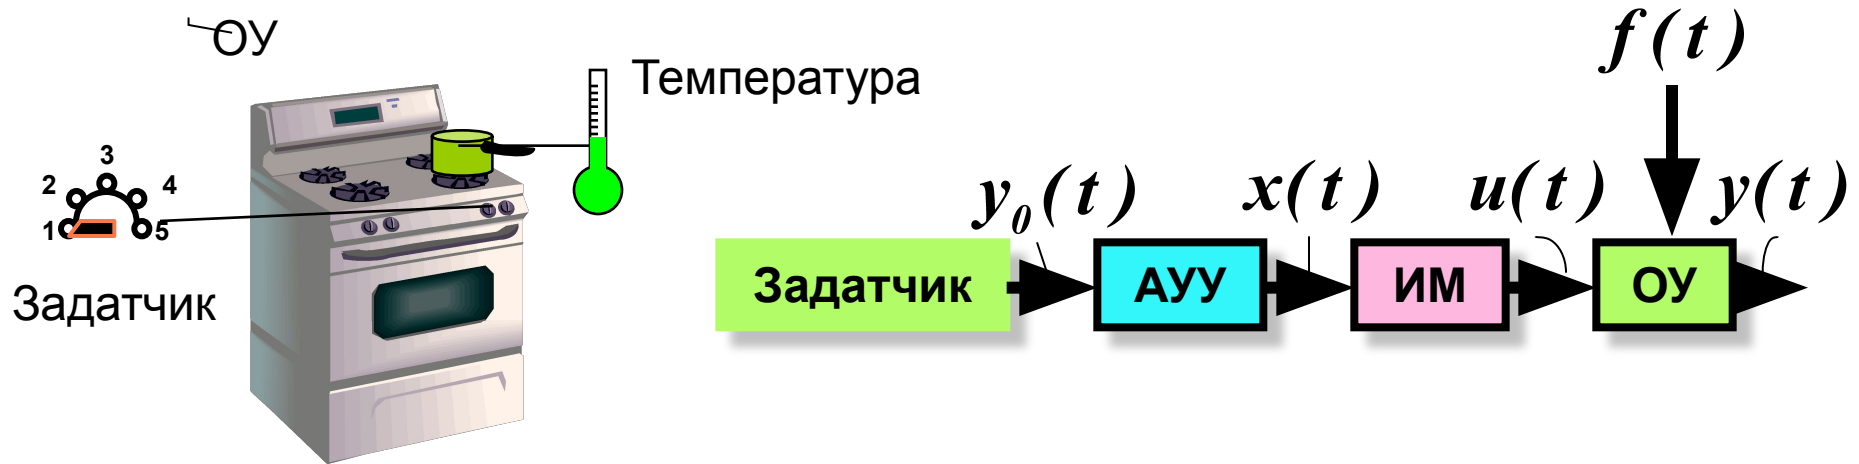 ОУ
Температура
1 2 3 4 5
Задатчик
f(t)
y₀(t) x(t) u(t) y(t)
Задатчик АУУ ИМ ОУ